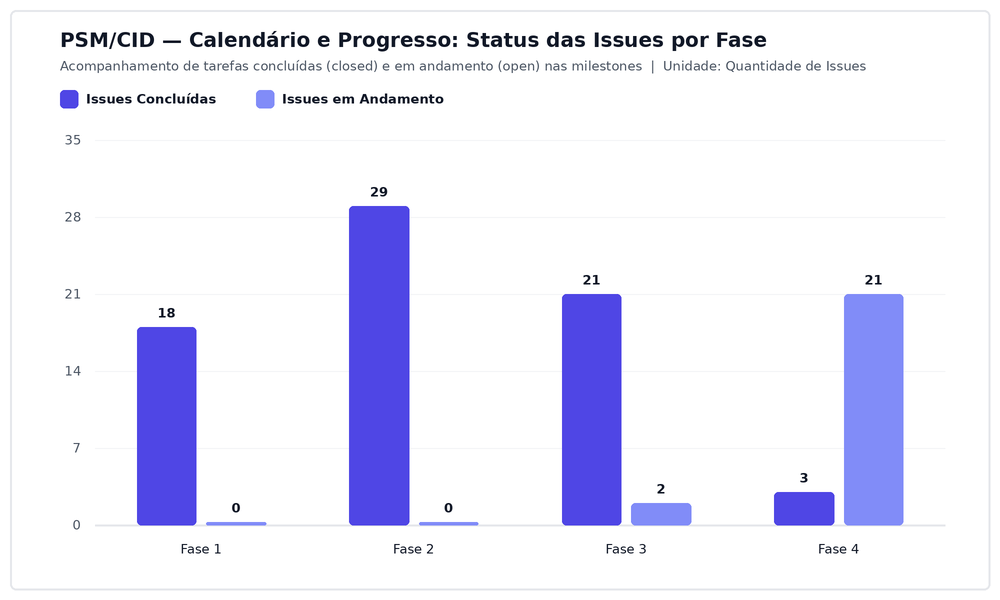 PSM/CID — Calendário e Progresso: Status das Issues por Fase
Acompanhamento de tarefas concluídas (closed) e em andamento (open) nas milestones | Unidade: Quantidade de Issues
Issues Concluídas
Issues em Andamento
35
28
21
14
7
0
18
0
29
0
21
2
3
21
Fase 1
Fase 2
Fase 3
Fase 4